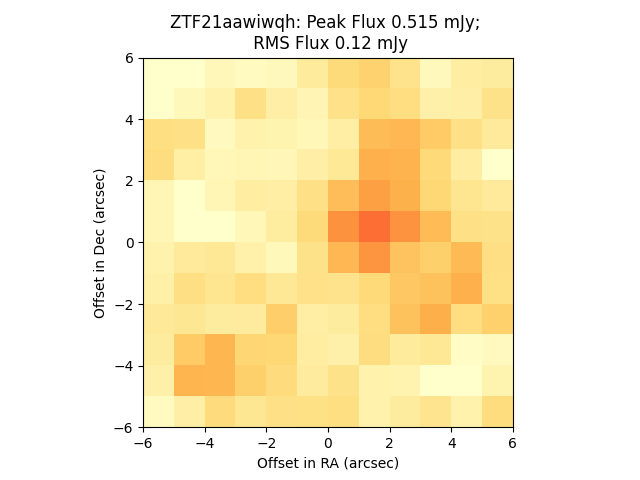 ZTF21aawiwqh: Peak Flux 0.515 mJy;
RMS Flux 0.12 mJy
6
4
2
0
−2
−4
−6
Offset in Dec (arcsec)
−6 −4 −2 0 2 4 6
Offset in RA (arcsec)